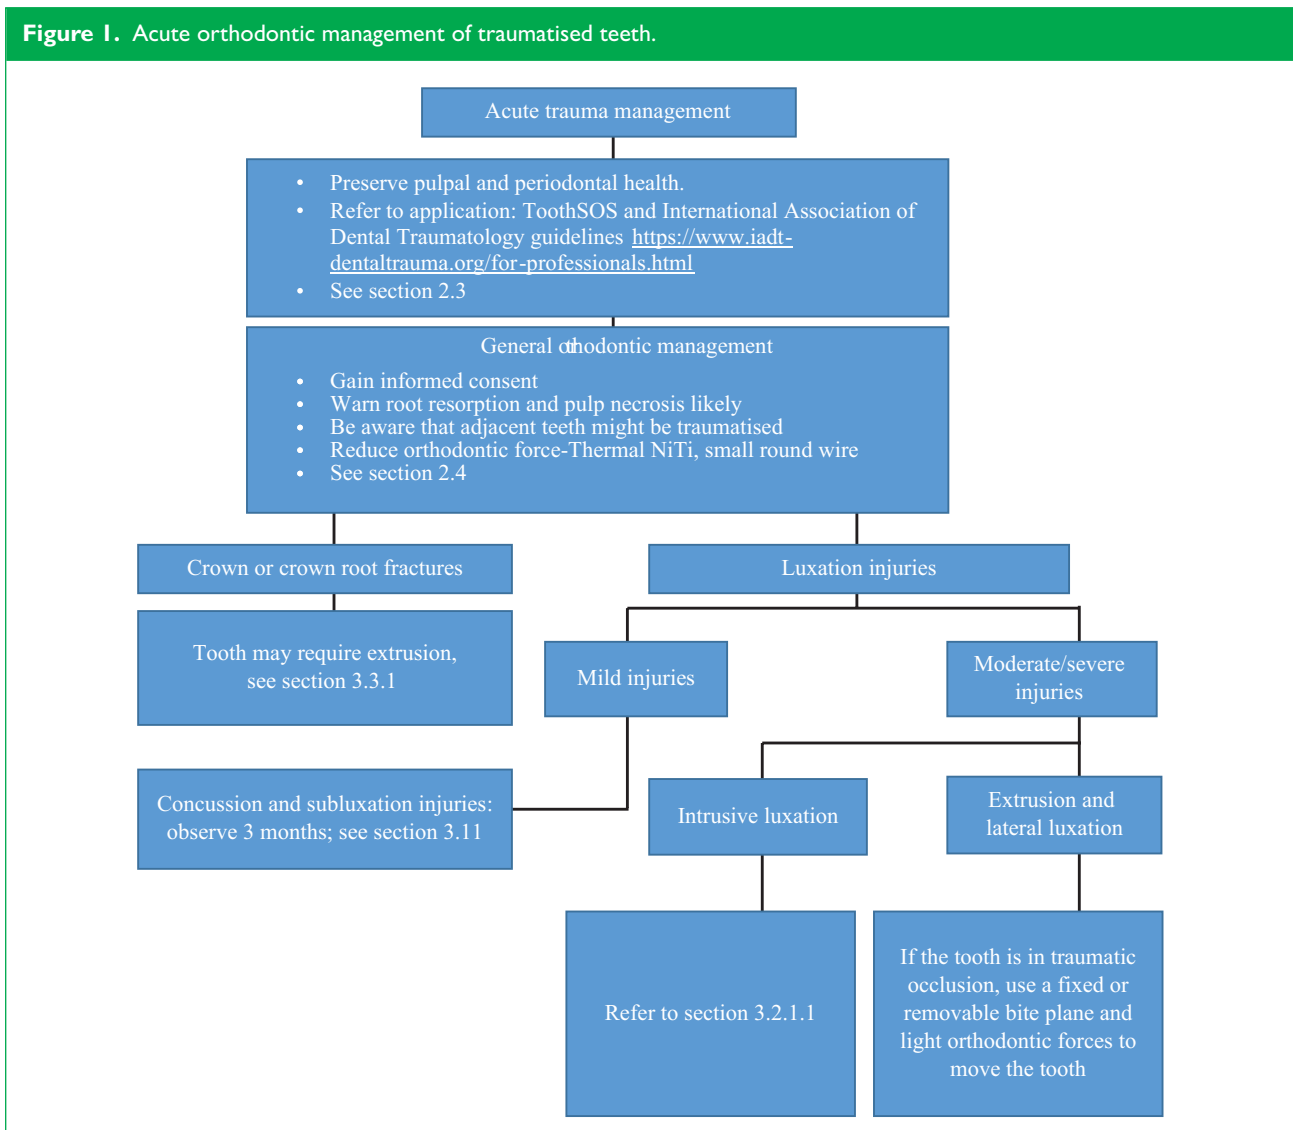 Figure 1. Acute orthodontic management of traumatised teeth.
Acute trauma management
• Preserve pulpal and periodontal health.
• Refer to application: ToothSOS and International Association of
Dental Traumatology guidelines https://www.iadt-
dentaltrauma.org/for-professionals.html
• See section 2.3
General orthodontic management
• Gain informed consent
• Warn root resorption and pulp necrosis likely
• Be aware that adjacent teeth might be traumatised
• Reduce orthodontic force-Thermal NiTi, small round wire
• See section 2.4
Crown or crown root fractures
Luxation injuries
Tooth may require extrusion,
see section 3.3.1
Mild injuries
Moderate/severe
injuries
Concussion and subluxation injuries:
observe 3 months; see section 3.11
Intrusive luxation
Extrusion and
lateral luxation
Refer to section 3.2.1.1
If the tooth is in traumatic
occlusion, use a fixed or
removable bite plane and
light orthodontic forces to
move the tooth